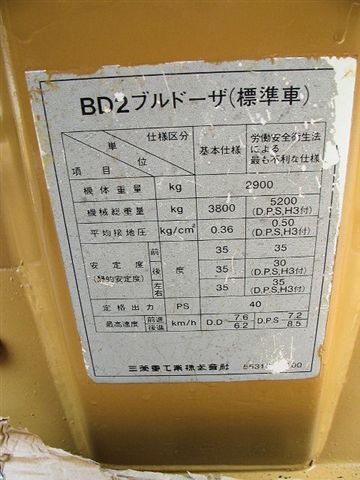 BD2ブルドーザ(標準車)
単位 仕様区分 項目 基本仕様 労働安全衛生法による最も不利な仕様
機体重量 kg 2900
機械総重量 kg 3800 5200 (D,P,S,H3付)
平均接地圧 kg/cm² 0.36 0.50 (D,P,S,H3付)
安定度 (静的安定度) 前 後 左右 度
35 35
35 30 (D,P,S,H3付)
35 35 (D,P,S,H3付)
定格出力 PS 40
最高速度 前進 後進 km/h D.D 7.6 6.2 D.P.S 7.2 8.5
三菱重工業株式会社